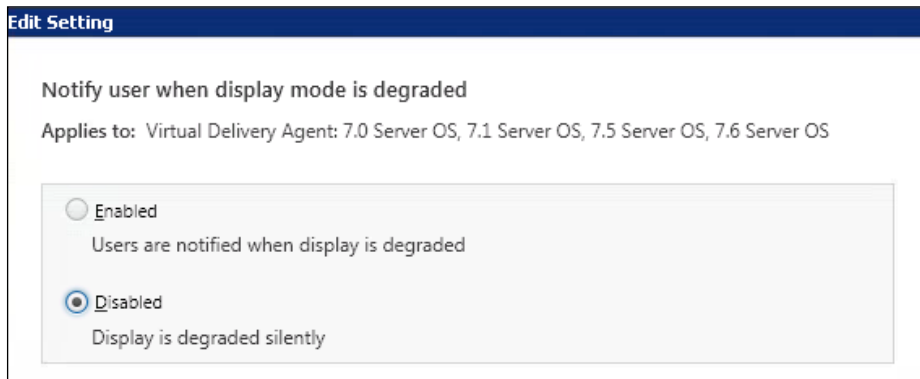 Edit Setting
Notify user when display mode is degraded
Applies to: Virtual Delivery Agent: 7.0 Server OS, 7.1 Server OS, 7.5 Server OS, 7.6 Server OS
Enabled
Users are notified when display is degraded
Disabled
Display is degraded silently